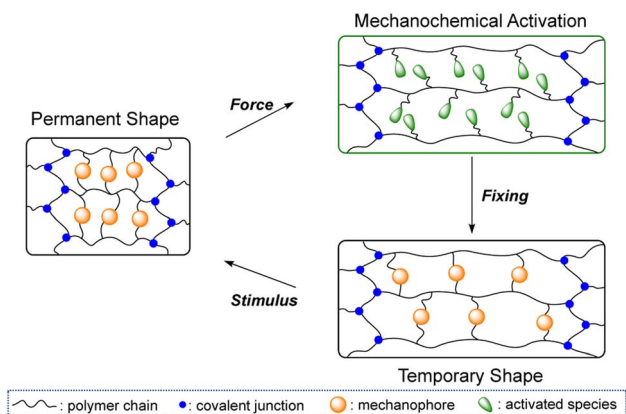 Mechanochemical Activation
Permanent Shape
Force
Fixing
Stimulus
Temporary Shape
: polymer chain : covalent junction : mechanophore : activated species